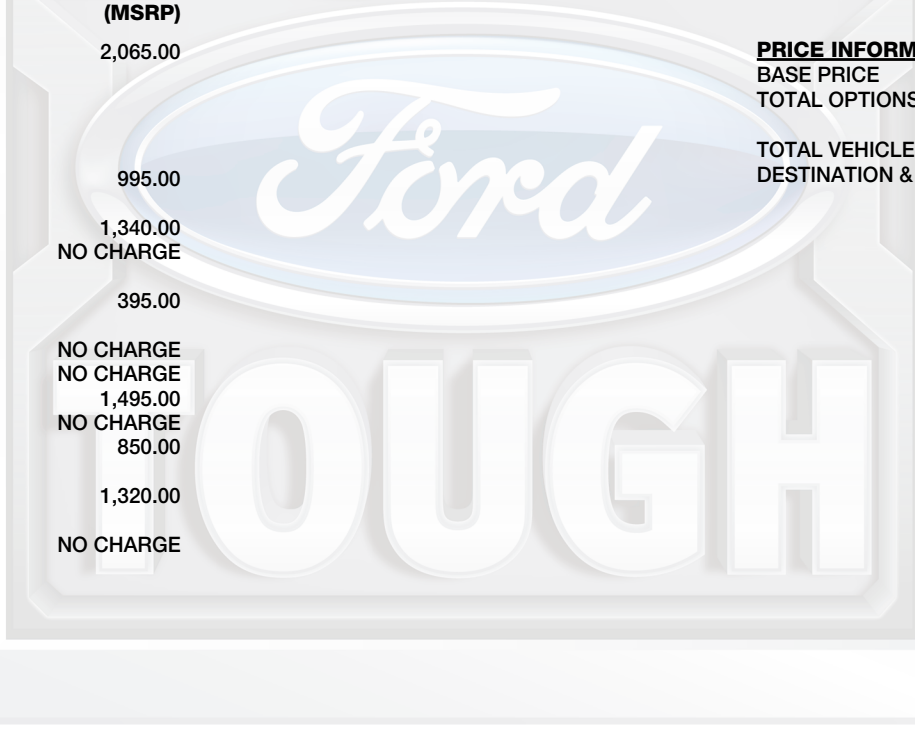 (MSRP)
2,065.00
995.00
1,340.00
NO CHARGE
395.00
NO CHARGE
NO CHARGE
1,495.00
NO CHARGE
850.00
1,320.00
NO CHARGE
PRICE INFORM
BASE PRICE
TOTAL OPTIONS
TOTAL VEHICLE
DESTINATION &
Ford
TOUGH